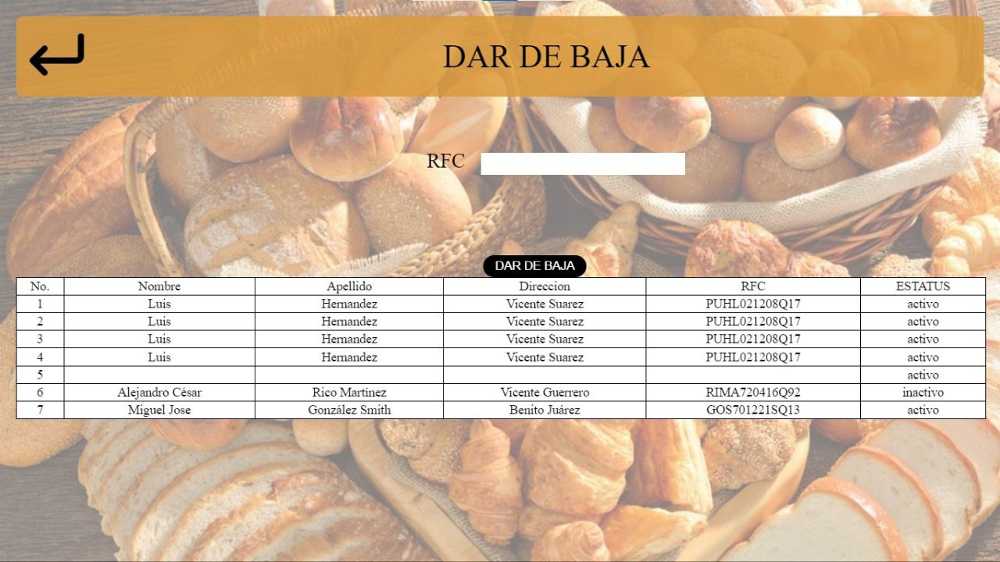 DAR DE BAJA
RFC
DAR DE BAJA
No. Nombre Apellido Direccion RFC ESTATUS
1 Luis Hernandez Vicente Suarez PUHL021208Q17 activo
2 Luis Hernandez Vicente Suarez PUHL021208Q17 activo
3 Luis Hernandez Vicente Suarez PUHL021208Q17 activo
4 Luis Hernandez Vicente Suarez PUHL021208Q17 activo
5 activo
6 Alejandro César Rico Martínez Vicente Guerrero RIMA720416Q92 inactivo
7 Miguel Jose González Smith Benito Juárez GOS701221SQ13 activo